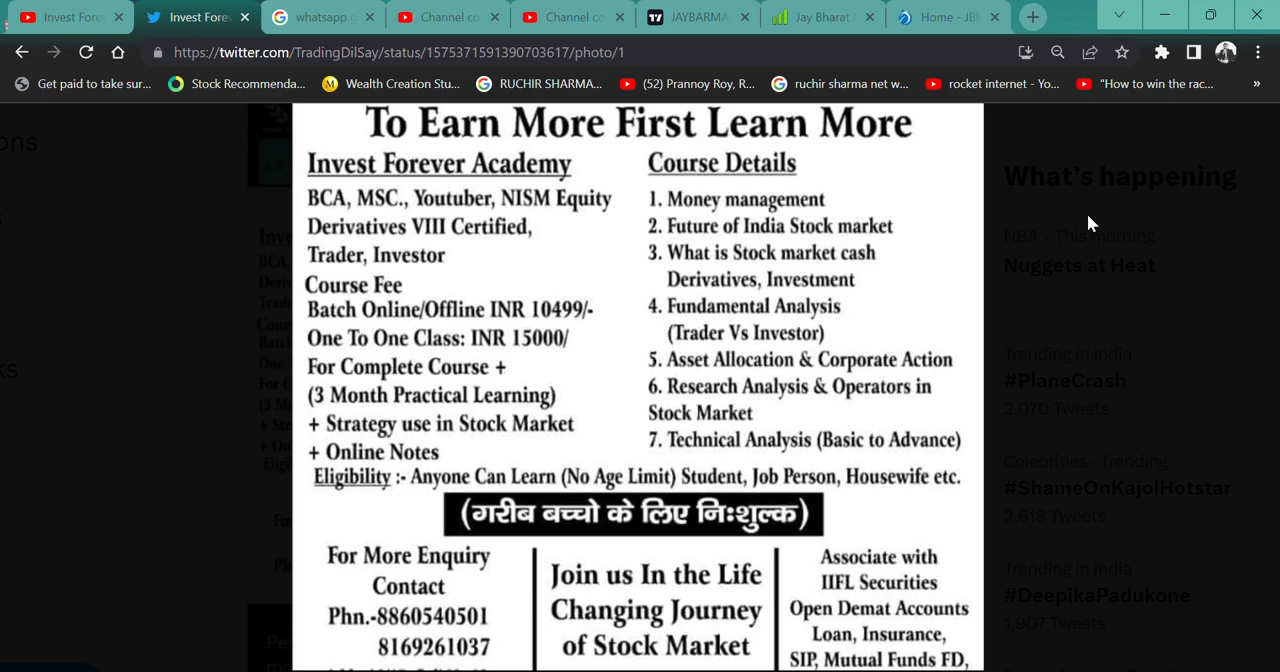 Invest Forev
Invest Forev
whatsapp g
Channel co
Channel co
JAYBARMA
Jay Bharat
Home - JBM
https://twitter.com/TradingDilSay/status/1575371591390703617/photo/1
Get paid to take sur...
Stock Recommenda...
Wealth Creation Stu...
RUCHIR SHARMA...
(52) Prannoy Roy, R...
ruchir sharma net w...
rocket internet - Yo...
"How to win the rac...
»
To Earn More First Learn More
Invest Forever Academy
BCA, MSC., Youtuber, NISM Equity
Derivatives VIII Certified,
Trader, Investor
Course Fee
Batch Online/Offline INR 10499/-
One To One Class: INR 15000/
For Complete Course +
(3 Month Practical Learning)
+ Strategy use in Stock Market
+ Online Notes
Course Details
1. Money management
2. Future of India Stock market
3. What is Stock market cash
Derivatives, Investment
4. Fundamental Analysis
(Trader Vs Investor)
5. Asset Allocation & Corporate Action
6. Research Analysis & Operators in
Stock Market
7. Technical Analysis (Basic to Advance)
Eligibility :- Anyone Can Learn (No Age Limit) Student, Job Person, Housewife etc.
(गरीब बच्चो के लिए निःशुल्क)
For More Enquiry
Contact
Phn.-8860540501
8169261037
Join us In the Life
Changing Journey
of Stock Market
Associate with
IIFL Securities
Open Demat Accounts
Loan, Insurance,
SIP, Mutual Funds FD,
What's happening
NBA · This morning
Nuggets at Heat
Trending in India
#PlaneCrash
2,070 Tweets
Celebrities · Trending
#ShameOnKajolHotstar
2,618 Tweets
Trending in India
#DeepikaPadukone
1,907 Tweets